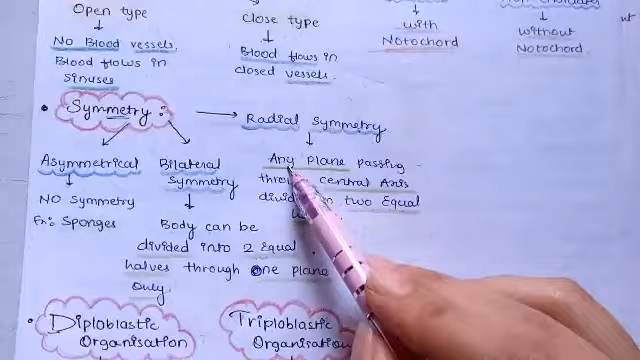 Open type
Close type
with
Notochord
without
Notochord.
No Blood vessels.
Blood flows in
sinuses
Blood flows in
closed vessels.
• Symmetry :
Radial Symmetry
Asymmetrical
NO Symmetry
Ex: Sponges
Bilateral
Symmetry
Body can be
divided into 2 Equal
halves through One plane
Only.
Any plane passing
central Axis
two Equal
• Diploblastic
Organisation
Triploblastic
Organisation